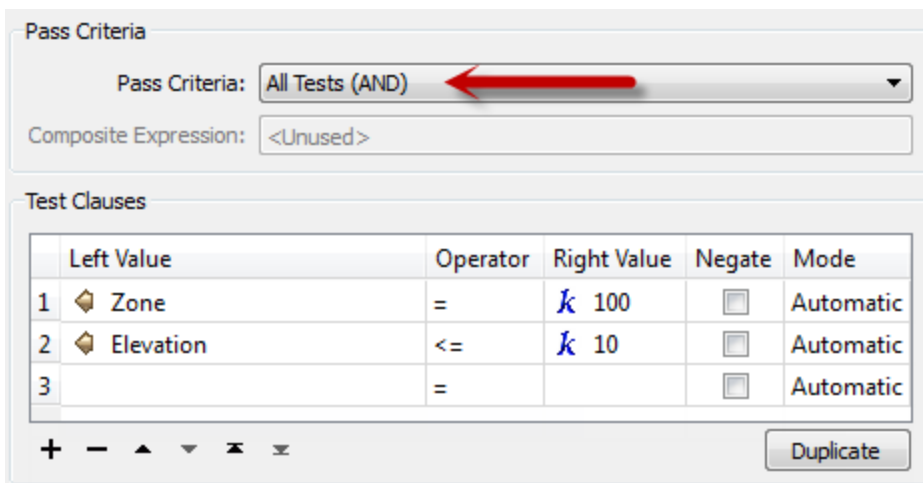 Pass Criteria
Pass Criteria: All Tests (AND)
Composite Expression: <Unused>
Test Clauses
Left Value Operator Right Value Negate Mode
1 Zone = k 100 Automatic
2 Elevation <= k 10 Automatic
3 = Automatic
Duplicate